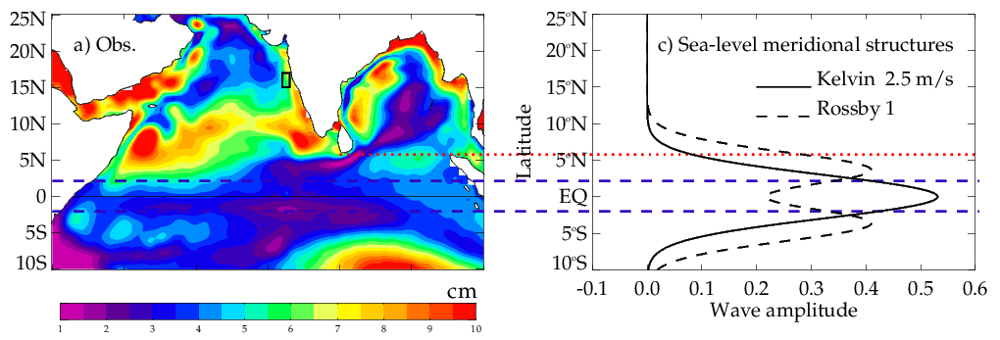 25N
20N
15N
10N
5N
0
5S
10S
a) Obs.
cm
1 2 3 4 5 6 7 8 9 10
25°N
20°N
15°N
10°N
5°N
EQ
5°S
10°S
Latitude
c) Sea-level meridional structures
Kelvin 2.5 m/s
Rossby 1
-0.1 0.0 0.1 0.2 0.3 0.4 0.5 0.6
Wave amplitude